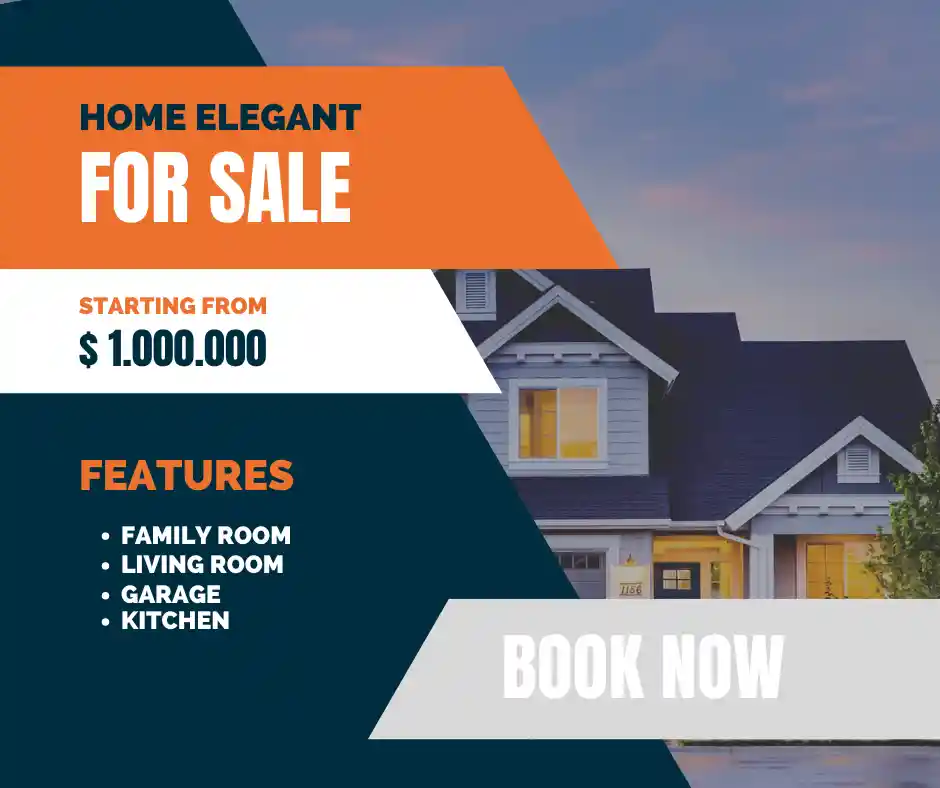 HOME ELEGANT
FOR SALE
STARTING FROM
$ 1.000.000
FEATURES
• FAMILY ROOM
• LIVING ROOM
• GARAGE
• KITCHEN
1156
BOOK NOW